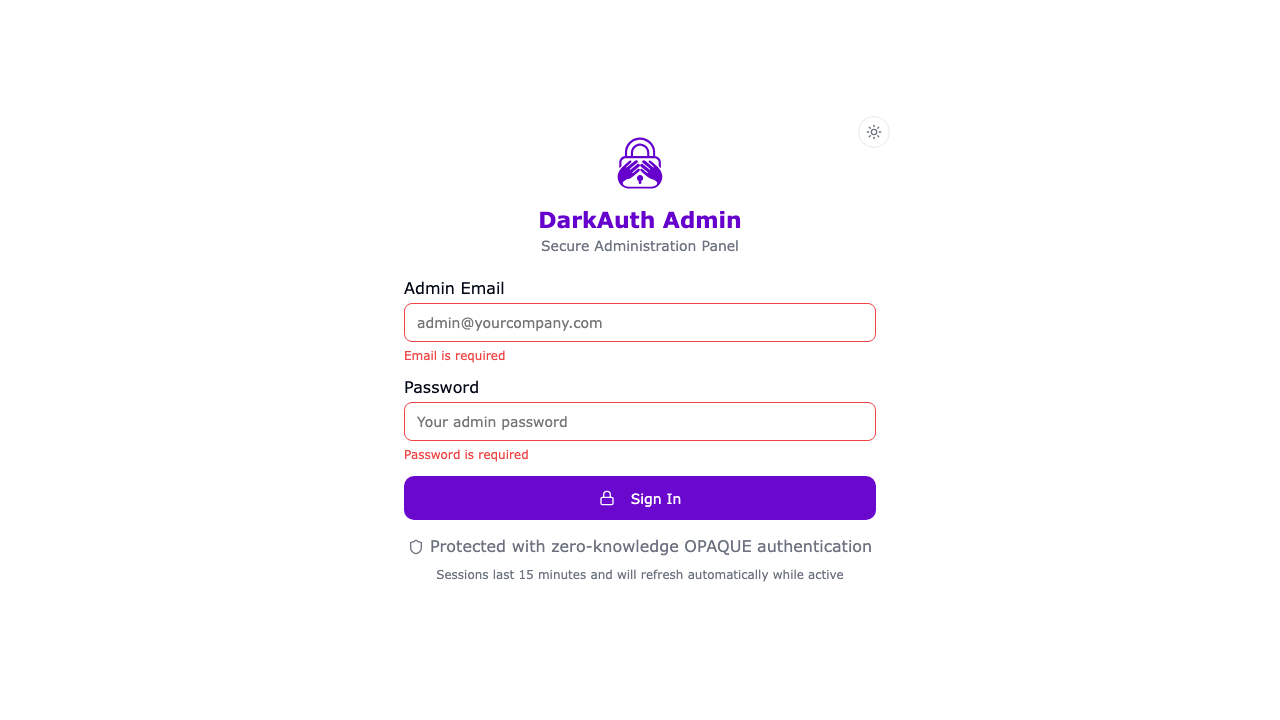 DarkAuth Admin
Secure Administration Panel
Admin Email
admin@yourcompany.com
Email is required
Password
Your admin password
Password is required
Sign In
Protected with zero-knowledge OPAQUE authentication
Sessions last 15 minutes and will refresh automatically while active